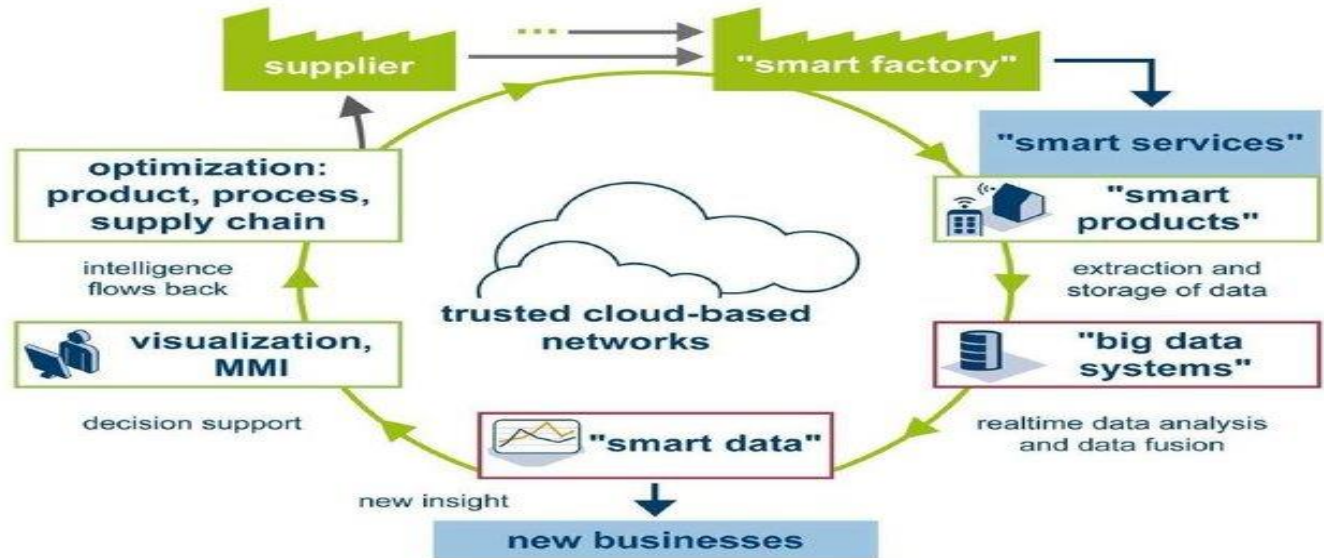 supplier
"smart factory"
"smart services"
"smart
products"
extraction and
storage of data
"big data
systems"
realtime data analysis
and data fusion
"smart data"
new businesses
new insight
decision support
visualization,
MMI
intelligence
flows back
optimization:
product, process,
supply chain
trusted cloud-based
networks